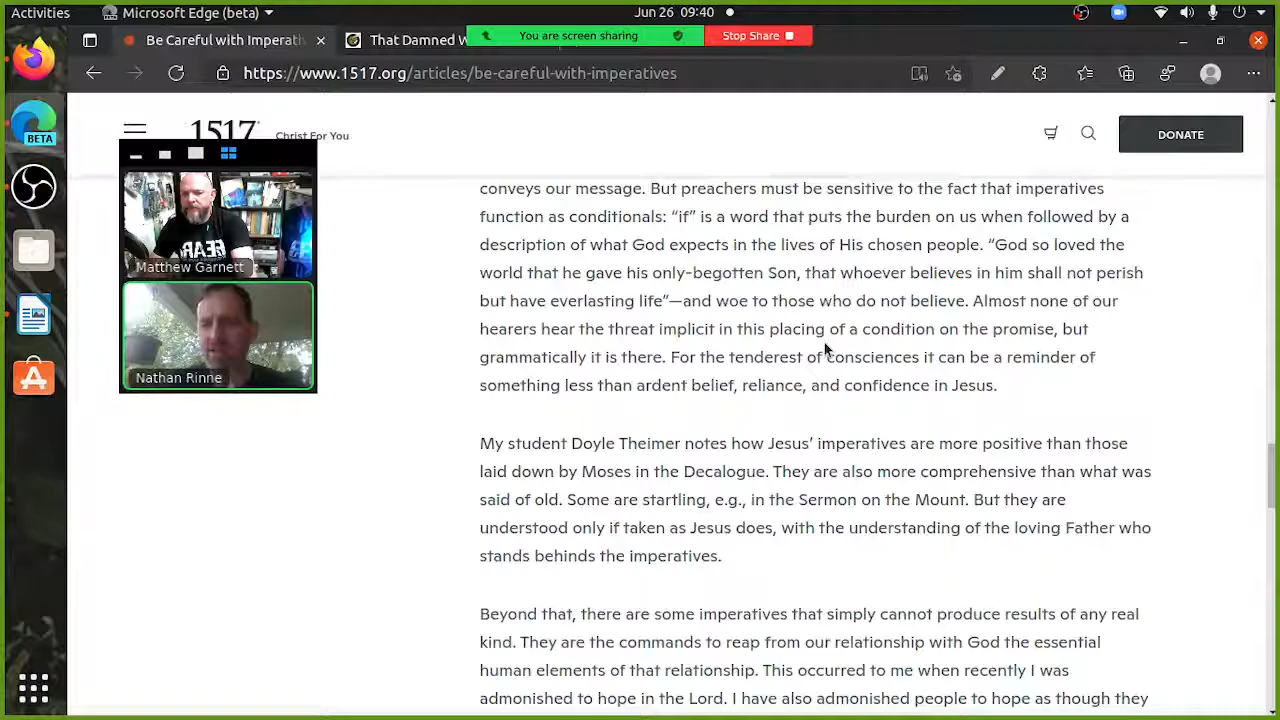 Activities
Microsoft Edge (beta)
Jun 26 09:40
Be Careful with Imperati
That Damned W
You are screen sharing
Stop Share
https://www.1517.org/articles/be-careful-with-imperatives
BETA
1517
Christ For You
DONATE
Matthew Garnett
Nathan Rinne
conveys our message. But preachers must be sensitive to the fact that imperatives
function as conditionals: “if” is a word that puts the burden on us when followed by a
description of what God expects in the lives of His chosen people. “God so loved the
world that he gave his only-begotten Son, that whoever believes in him shall not perish
but have everlasting life”—and woe to those who do not believe. Almost none of our
hearers hear the threat implicit in this placing of a condition on the promise, but
grammatically it is there. For the tenderest of consciences it can be a reminder of
something less than ardent belief, reliance, and confidence in Jesus.
My student Doyle Theimer notes how Jesus’ imperatives are more positive than those
laid down by Moses in the Decalogue. They are also more comprehensive than what was
said of old. Some are startling, e.g., in the Sermon on the Mount. But they are
understood only if taken as Jesus does, with the understanding of the loving Father who
stands behind the imperatives.
Beyond that, there are some imperatives that simply cannot produce results of any real
kind. They are the commands to reap from our relationship with God the essential
human elements of that relationship. This occurred to me when recently I was
admonished to hope in the Lord. I have also admonished people to hope as though they